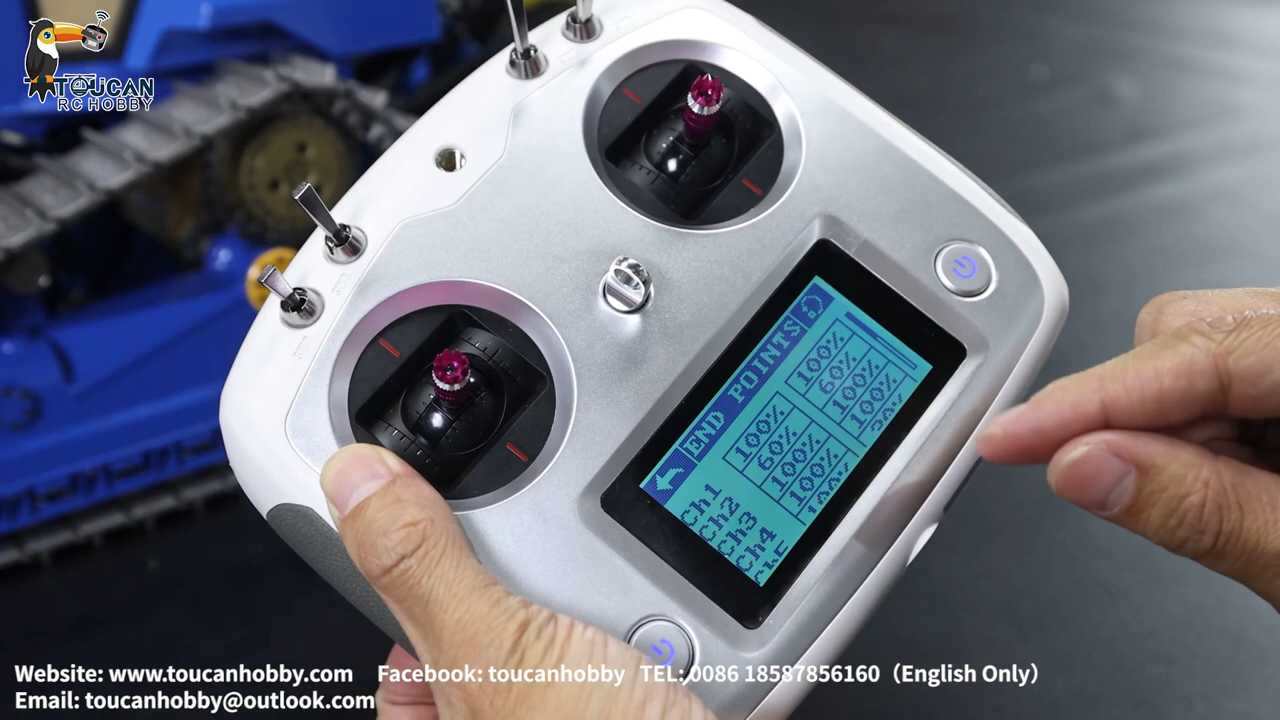 TOUCAN
RC HOBBY
END POINTS
Ch1 100% 100%
Ch2 60% 60%
Ch3 100% 100%
Ch4 100% 100%
Website: www.toucanhobby.com Facebook: toucanhobby TEL:0086 18587856160（English Only）
Email: toucanhobby@outlook.com